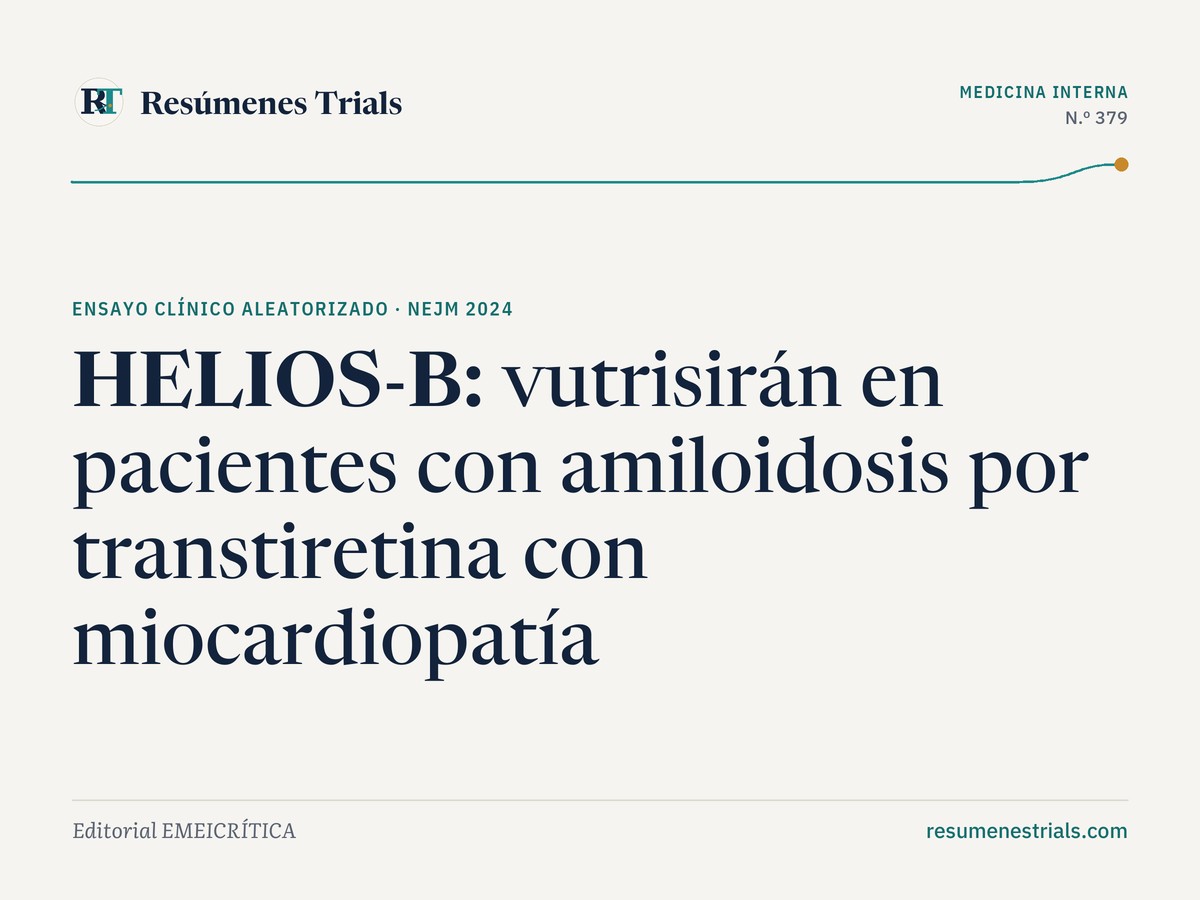 RT Resúmenes Trials
MEDICINA INTERNA
N.º 379
ENSAYO CLÍNICO ALEATORIZADO · NEJM 2024
HELIOS-B: vutrisirán en
pacientes con amiloidosis por
transtiretina con
miocardiopatía
Editorial EMEICRÍTICA
resumenestrials.com